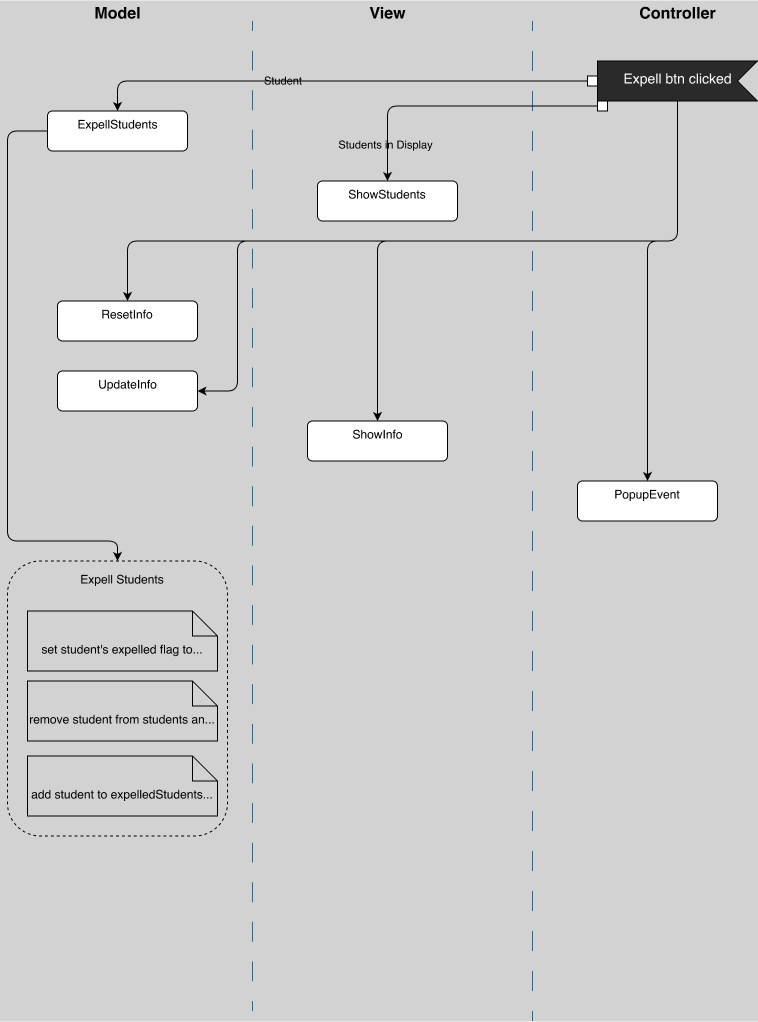 Model
View
Controller
Expell btn clicked
Student
ExpellStudents
Students in Display
ShowStudents
ResetInfo
UpdateInfo
ShowInfo
PopupEvent
Expell Students
set student's expelled flag to...
remove student from students an...
add student to expelledStudents...